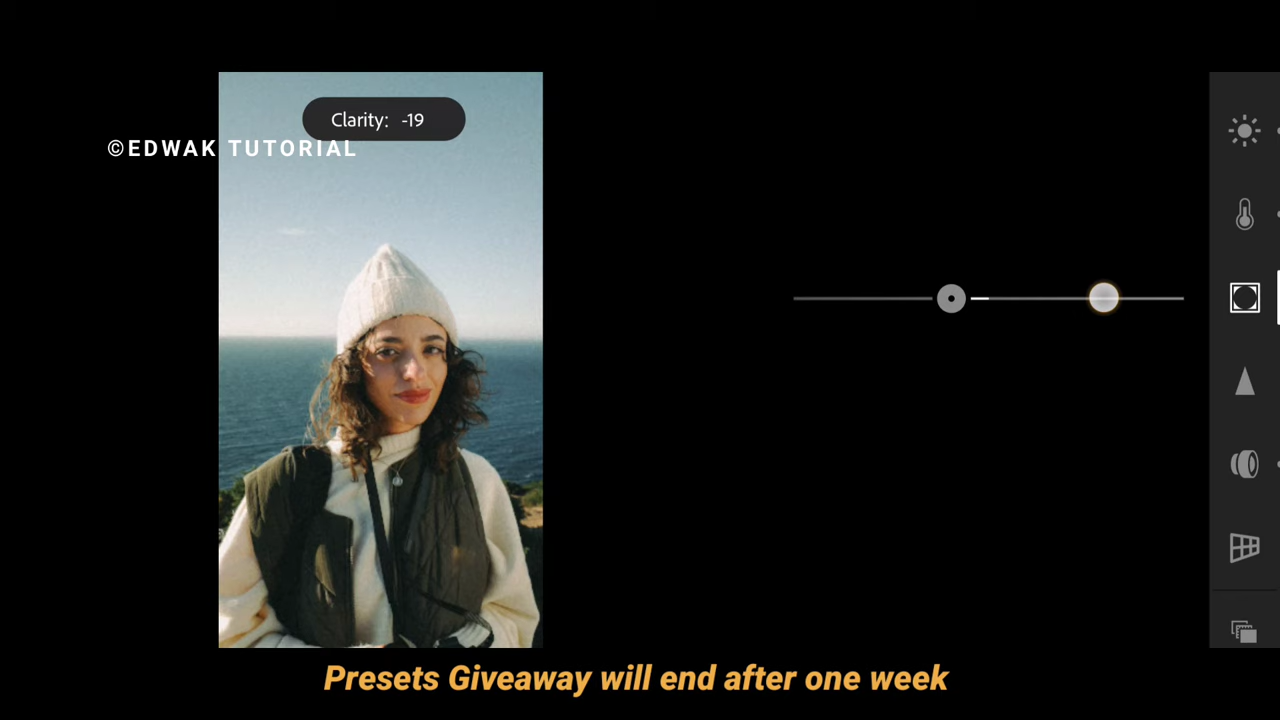 Clarity: -19
©EDWAK TUTORIAL
Presets Giveaway will end after one week